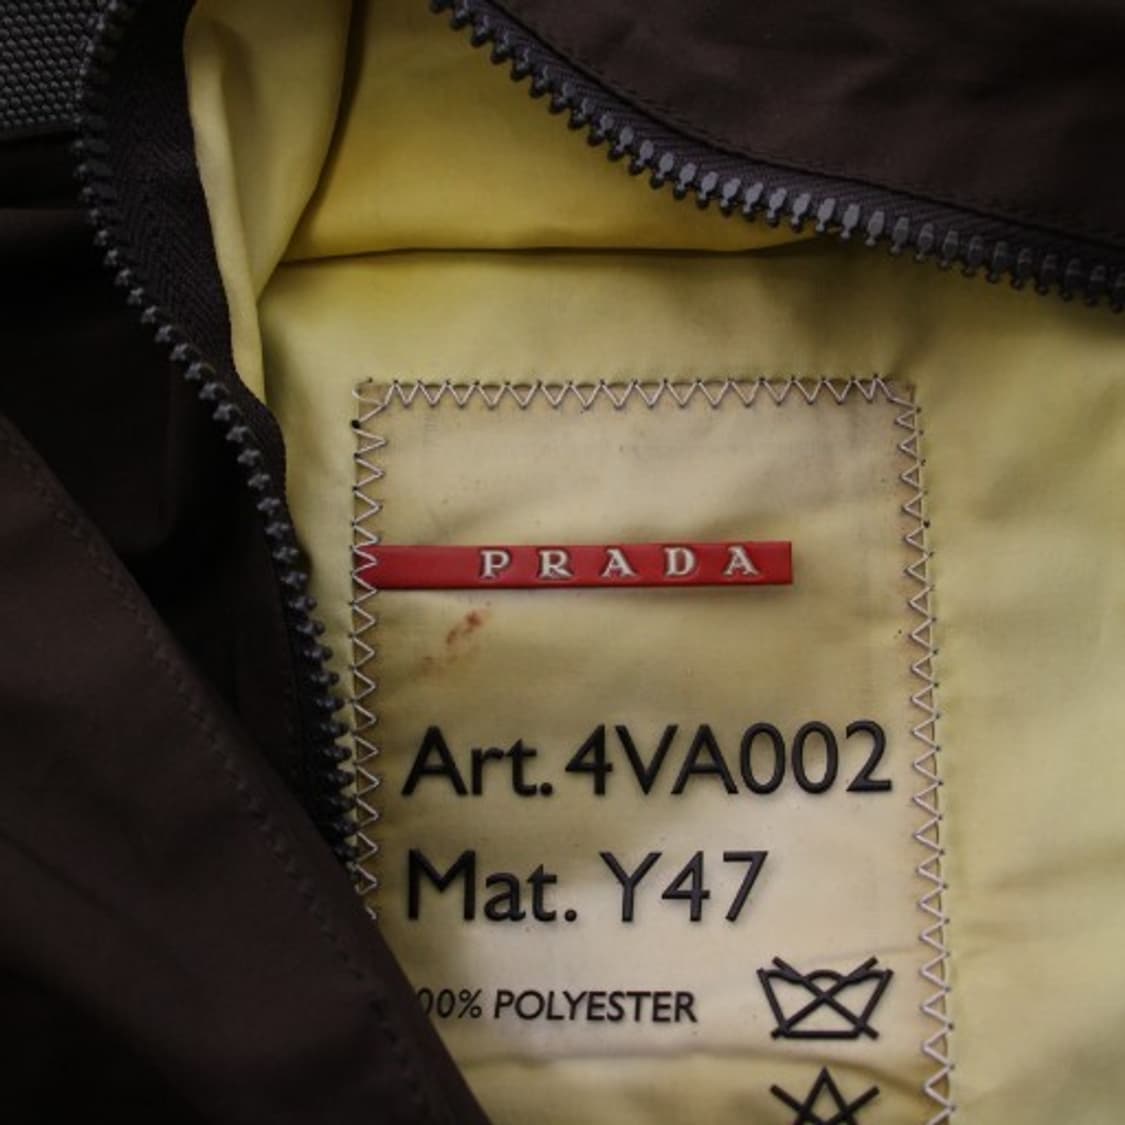 PRADA
Art. 4VA002
Mat. Y47
00% POLYESTER